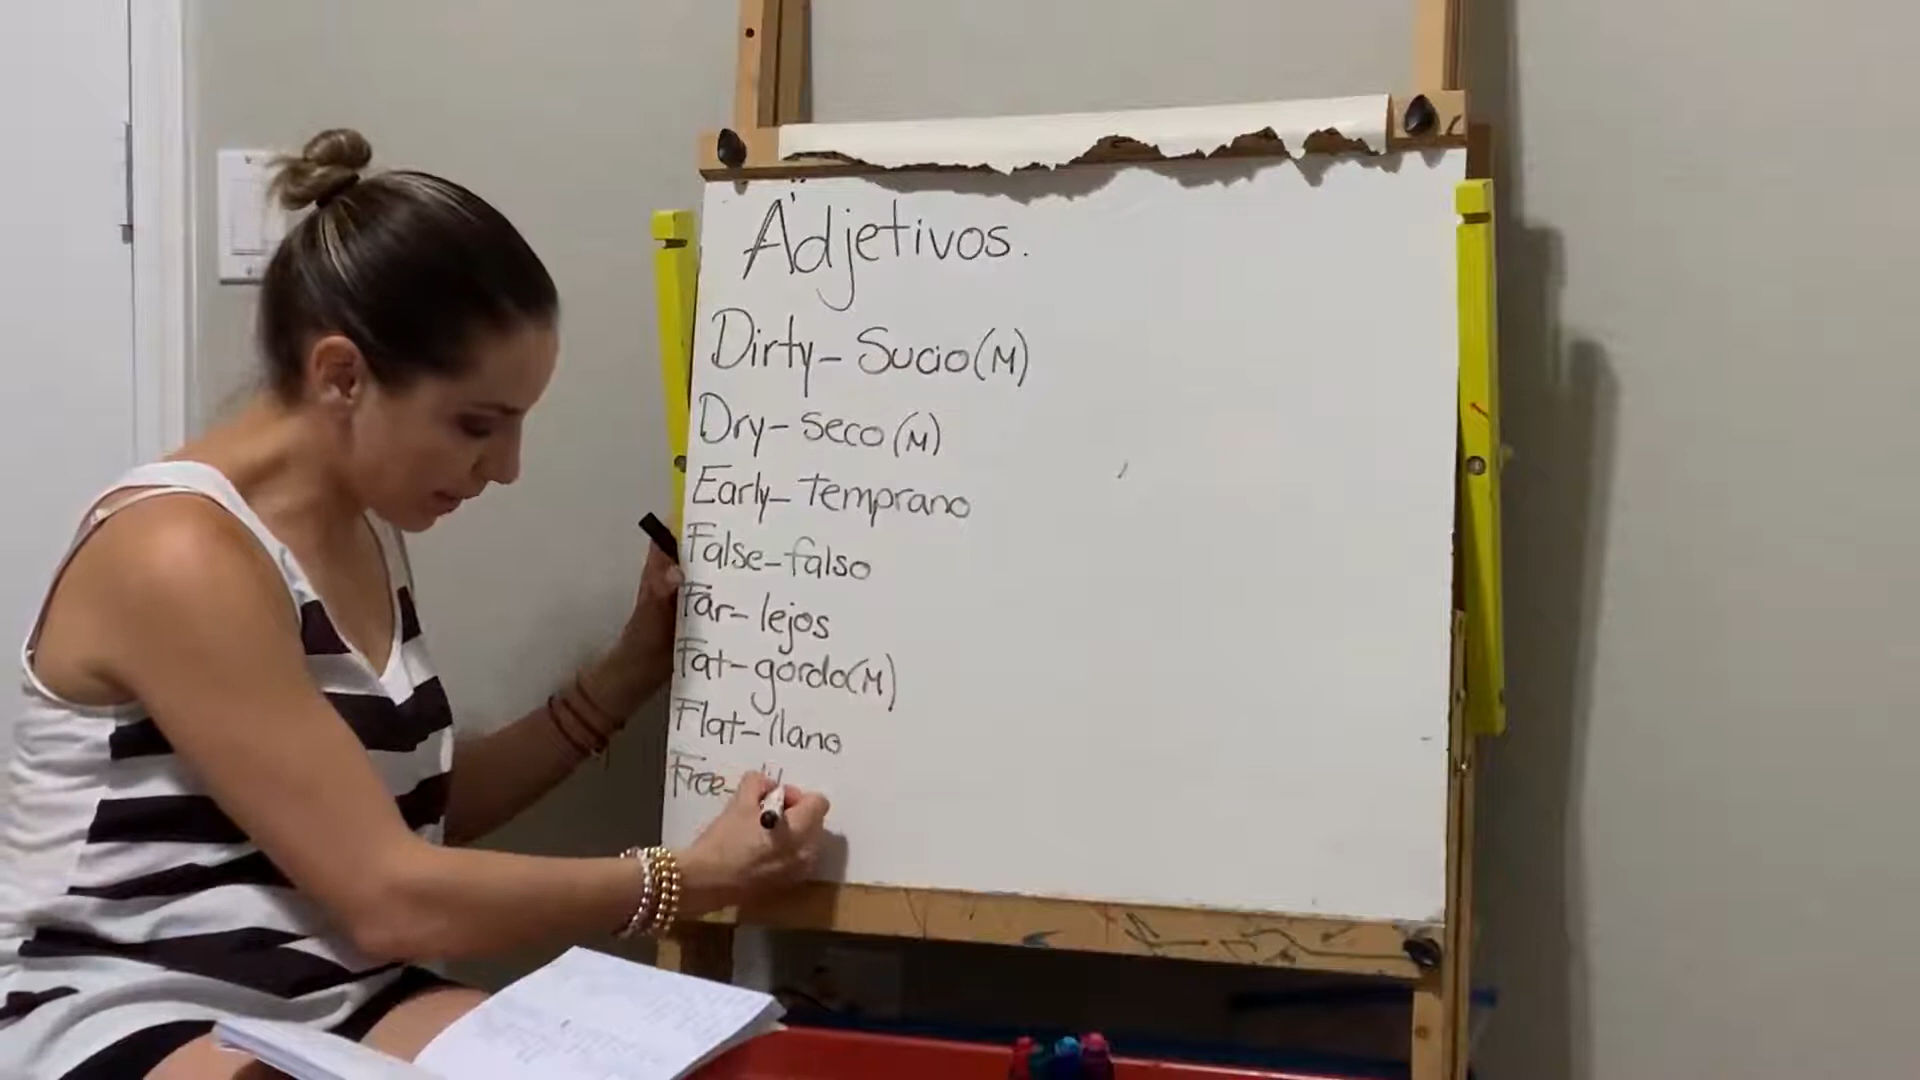 Adjetivos.
Dirty- Sucio(M)
Dry- seco(M)
Early- temprano
False- falso
Far- lejos
Fat- gordo(M)
Flat- llano
Free-